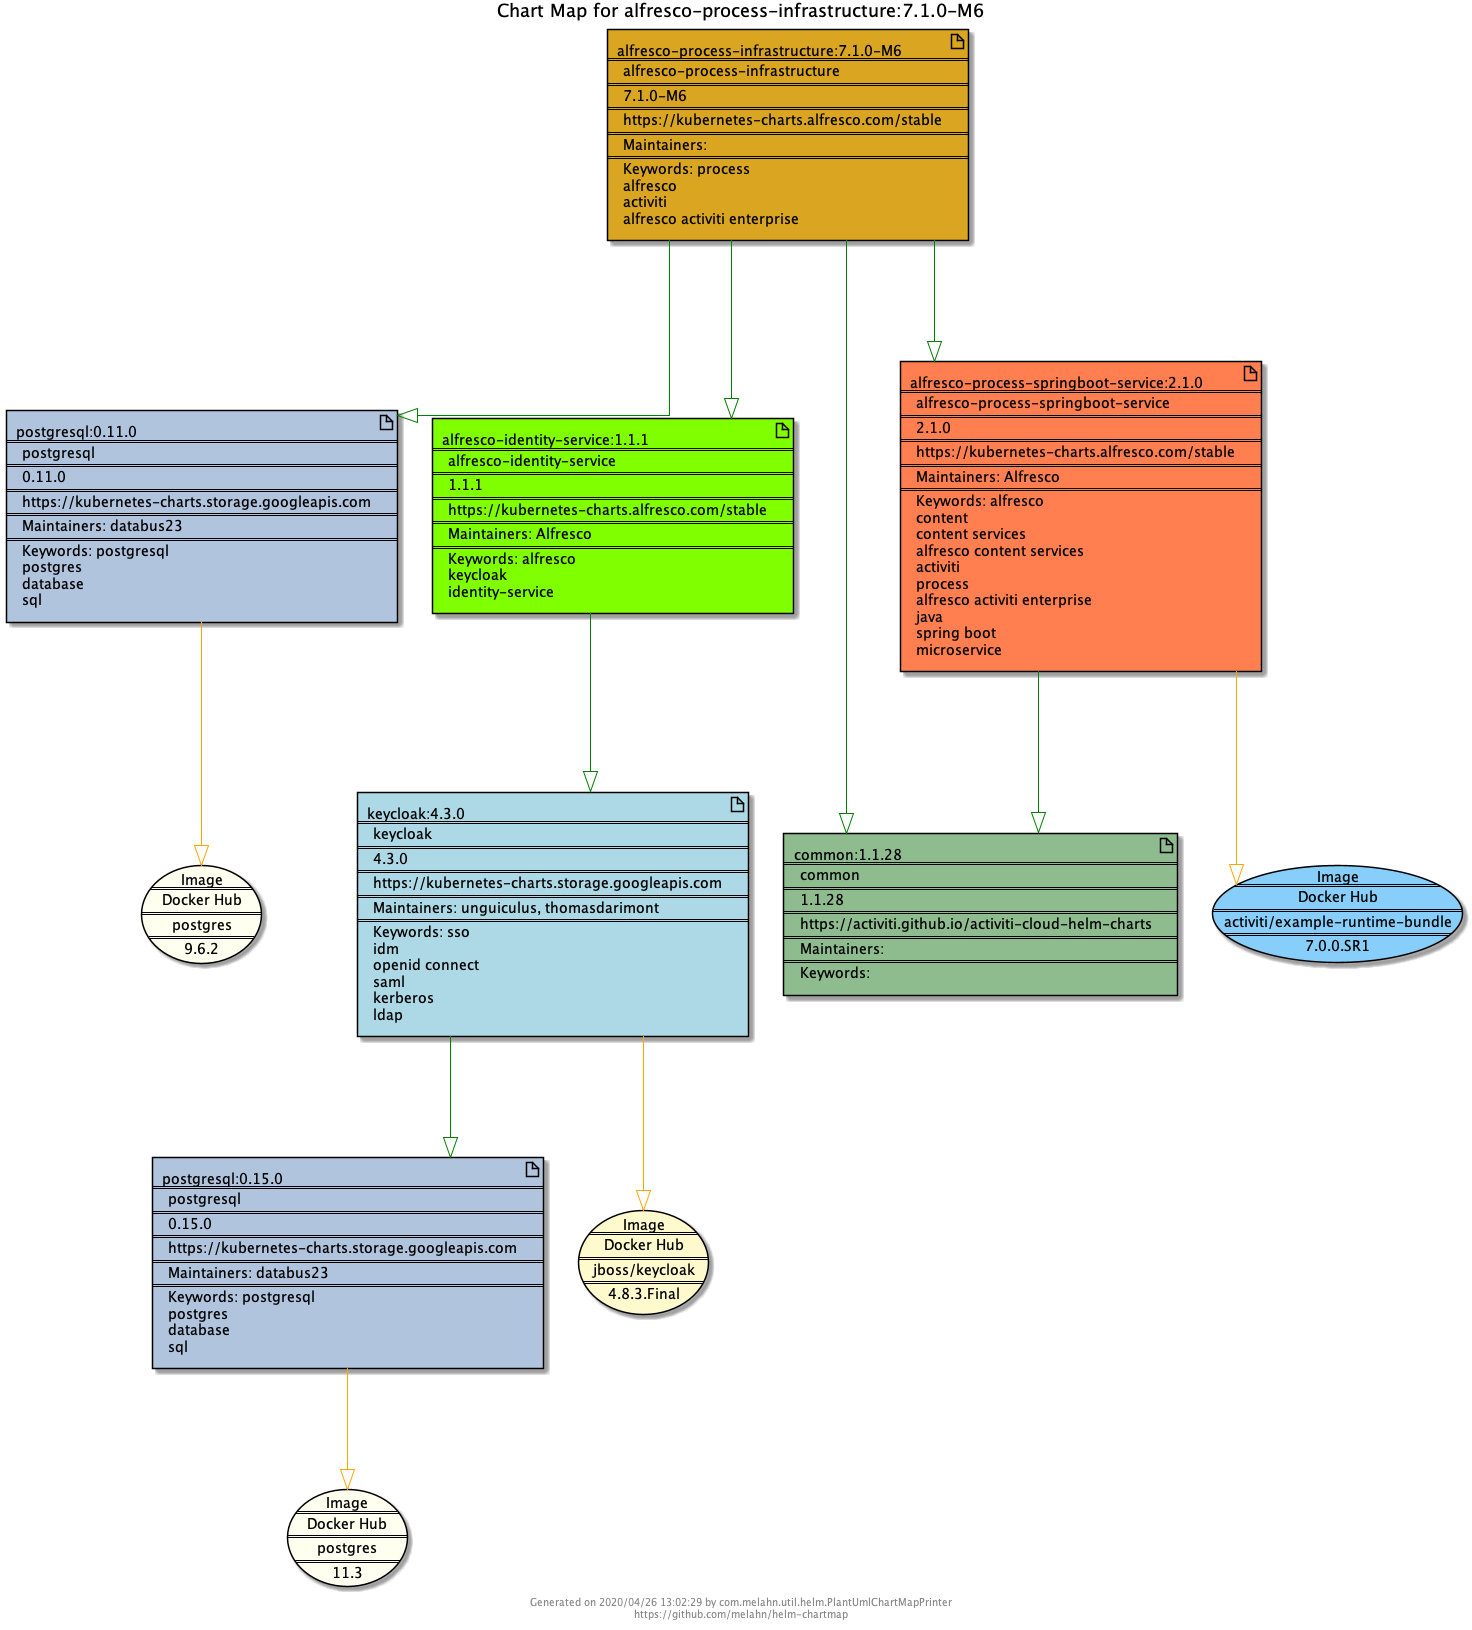 Chart Map for alfresco-process-infrastructure:7.1.0-M6
alfresco-process-infrastructure:7.1.0-M6
alfresco-process-infrastructure
7.1.0-M6
https://kubernetes-charts.alfresco.com/stable
Maintainers:
Keywords: process
alfresco
activiti
alfresco activiti enterprise
postgresql:0.11.0
postgresql
0.11.0
https://kubernetes-charts.storage.googleapis.com
Maintainers: databus23
Keywords: postgresql
postgres
database
sql
alfresco-identity-service:1.1.1
alfresco-identity-service
1.1.1
https://kubernetes-charts.alfresco.com/stable
Maintainers: Alfresco
Keywords: alfresco
keycloak
identity-service
alfresco-process-springboot-service:2.1.0
alfresco-process-springboot-service
2.1.0
https://kubernetes-charts.alfresco.com/stable
Maintainers: Alfresco
Keywords: alfresco
content
content services
alfresco content services
activiti
process
alfresco activiti enterprise
java
spring boot
microservice
Image
Docker Hub
postgres
9.6.2
keycloak:4.3.0
keycloak
4.3.0
https://kubernetes-charts.storage.googleapis.com
Maintainers: unguiculus, thomasdarimont
Keywords: sso
idm
openid connect
saml
kerberos
ldap
common:1.1.28
common
1.1.28
https://activiti.github.io/activiti-cloud-helm-charts
Maintainers:
Keywords:
Image
Docker Hub
activiti/example-runtime-bundle
7.0.0.SR1
postgresql:0.15.0
postgresql
0.15.0
https://kubernetes-charts.storage.googleapis.com
Maintainers: databus23
Keywords: postgresql
postgres
database
sql
Image
Docker Hub
jboss/keycloak
4.8.3.Final
Image
Docker Hub
postgres
11.3
Generated on 2020/04/26 13:02:29 by com.melahn.util.helm.PlantUmlChartMapPrinter
https://github.com/melahn/helm-chartmap